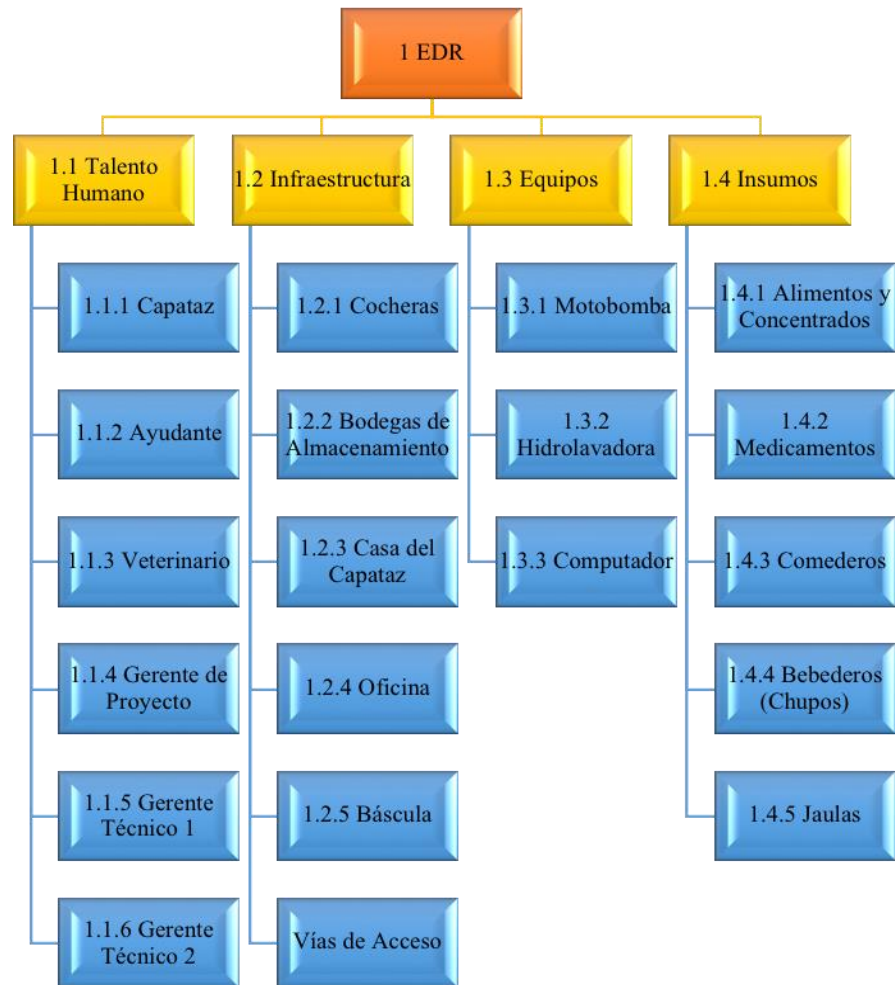 1 EDR
1.1 Talento
Humano
1.2 Infraestructura
1.3 Equipos
1.4 Insumos
1.1.1 Capataz
1.1.2 Ayudante
1.1.3 Veterinario
1.1.4 Gerente de
Proyecto
1.1.5 Gerente
Técnico 1
1.1.6 Gerente
Técnico 2
1.2.1 Cocheras
1.2.2 Bodegas de
Almacenamiento
1.2.3 Casa del
Capataz
1.2.4 Oficina
1.2.5 Báscula
Vías de Acceso
1.3.1 Motobomba
1.3.2
Hidrolavadora
1.3.3 Computador
1.4.1 Alimentos y
Concentrados
1.4.2
Medicamentos
1.4.3 Comederos
1.4.4 Bebederos
(Chupos)
1.4.5 Jaulas